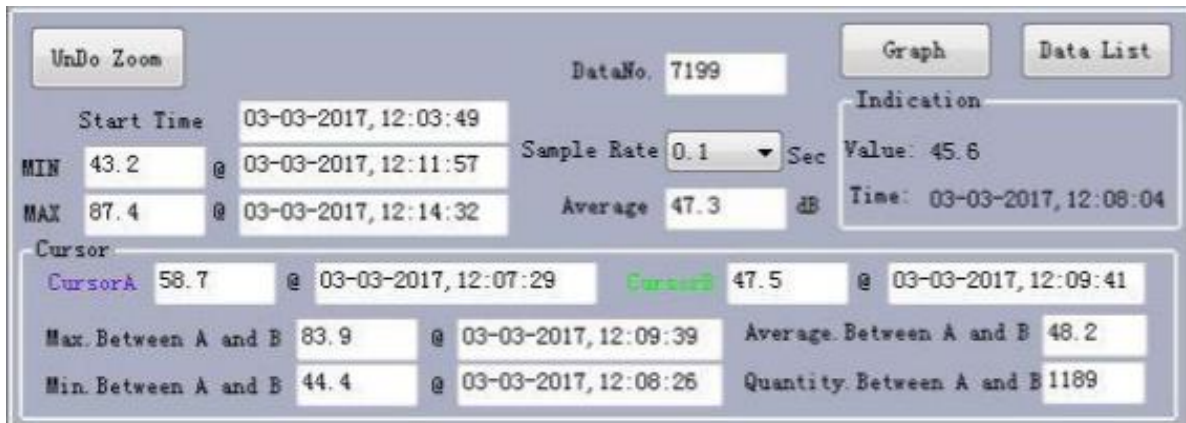 UnDo Zoom
DataNo. 7199
Graph
Data List
Start Time 03-03-2017, 12:03:49
MIN 43.2 @ 03-03-2017, 12:11:57
MAX 87.4 @ 03-03-2017, 12:14:32
Sample Rate 0.1 Sec
Average 47.3 dB
Indication
Value: 45.6
Time: 03-03-2017, 12:08:04
Cursor
CursorA 58.7 @ 03-03-2017, 12:07:29 CursorB 47.5 @ 03-03-2017, 12:09:41
Max.Between A and B 83.9 @ 03-03-2017, 12:09:39 Average.Between A and B 48.2
Min.Between A and B 44.4 @ 03-03-2017, 12:08:26 Quantity.Between A and B 1189